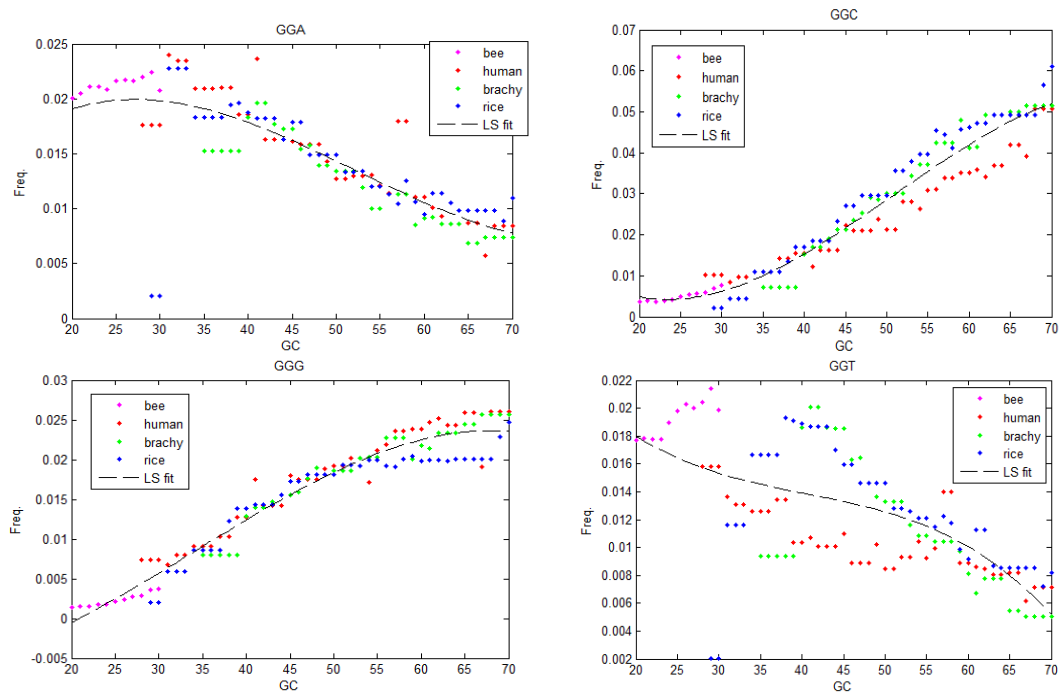 GGA
0.025
0.02
0.015
0.01
0.005
0
Freq.
20 25 30 35 40 45 50 55 60 65 70
GC
bee
human
brachy
rice
LS fit
GGC
0.07
0.06
0.05
0.04
0.03
0.02
0.01
0
Freq.
20 25 30 35 40 45 50 55 60 65 70
GC
bee
human
brachy
rice
LS fit
GGG
0.03
0.025
0.02
0.015
0.01
0.005
0
-0.005
Freq.
20 25 30 35 40 45 50 55 60 65 70
GC
bee
human
brachy
rice
LS fit
GGT
0.022
0.02
0.018
0.016
0.014
0.012
0.01
0.008
0.006
0.004
0.002
Freq.
20 25 30 35 40 45 50 55 60 65 70
GC
bee
human
brachy
rice
LS fit